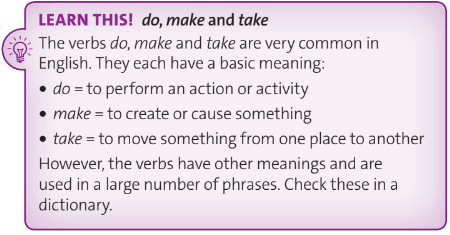 LEARN THIS! do, make and take
The verbs do, make and take are very common in
English. They each have a basic meaning:
• do = to perform an action or activity
• make = to create or cause something
• take = to move something from one place to another
However, the verbs have other meanings and are
used in a large number of phrases. Check these in a
dictionary.